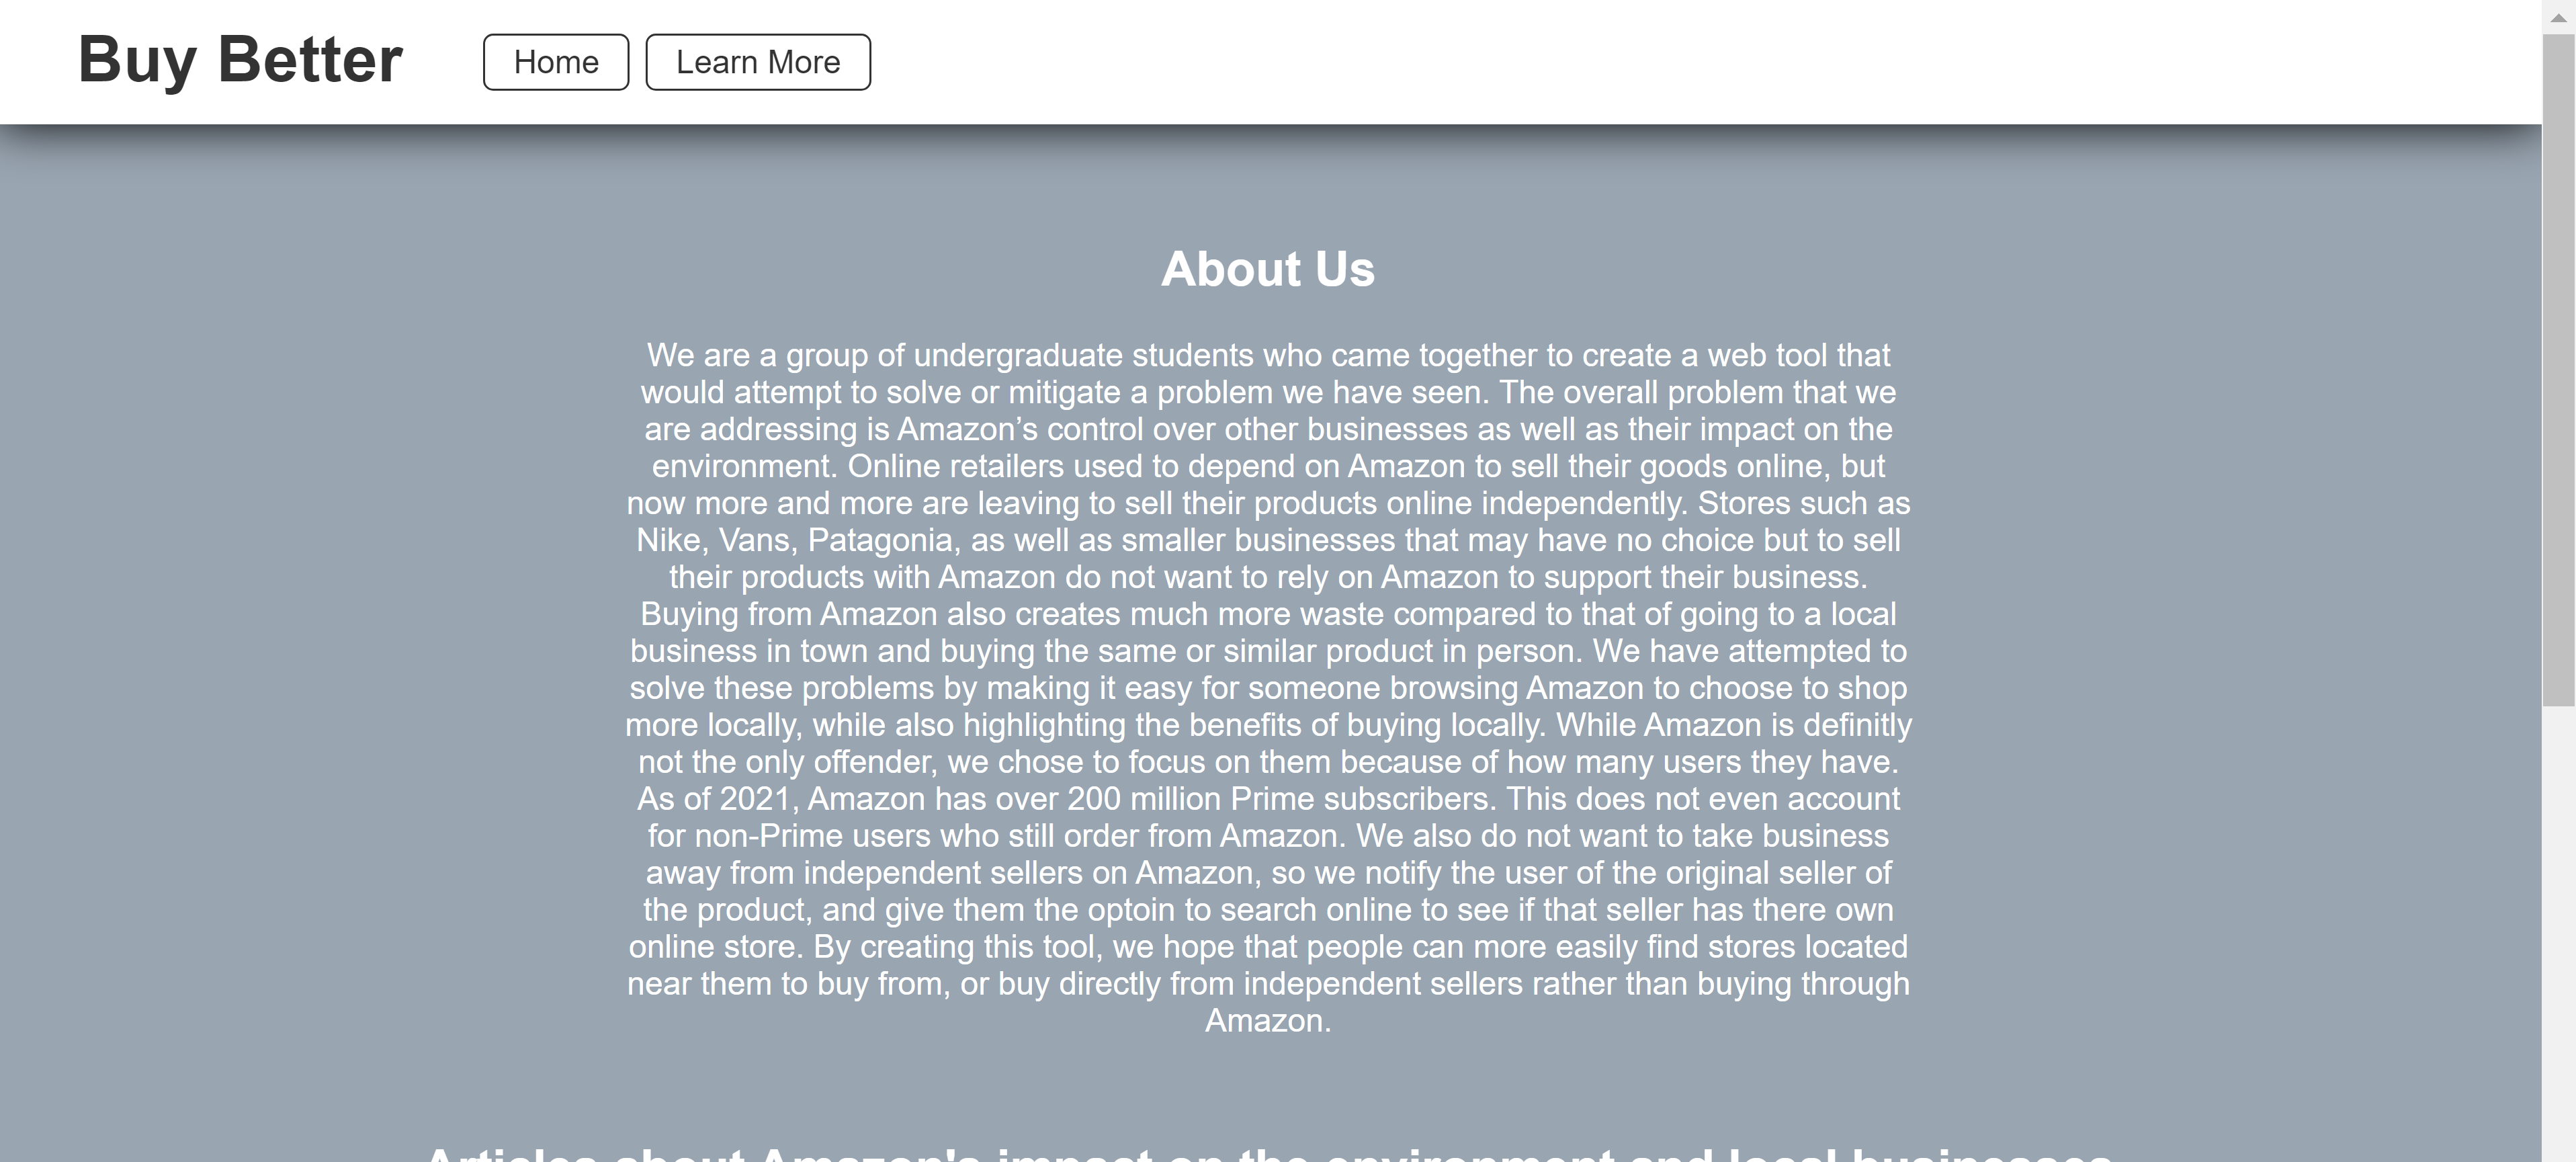 Buy Better
Home
Learn More
About Us
We are a group of undergraduate students who came together to create a web tool that
would attempt to solve or mitigate a problem we have seen. The overall problem that we
are addressing is Amazon’s control over other businesses as well as their impact on the
environment. Online retailers used to depend on Amazon to sell their goods online, but
now more and more are leaving to sell their products online independently. Stores such as
Nike, Vans, Patagonia, as well as smaller businesses that may have no choice but to sell
their products with Amazon do not want to rely on Amazon to support their business.
Buying from Amazon also creates much more waste compared to that of going to a local
business in town and buying the same or similar product in person. We have attempted to
solve these problems by making it easy for someone browsing Amazon to choose to shop
more locally, while also highlighting the benefits of buying locally. While Amazon is definitly
not the only offender, we chose to focus on them because of how many users they have.
As of 2021, Amazon has over 200 million Prime subscribers. This does not even account
for non-Prime users who still order from Amazon. We also do not want to take business
away from independent sellers on Amazon, so we notify the user of the original seller of
the product, and give them the optoin to search online to see if that seller has there own
online store. By creating this tool, we hope that people can more easily find stores located
near them to buy from, or buy directly from independent sellers rather than buying through
Amazon.
Articles about Amazon's impact on the environment and local businesses